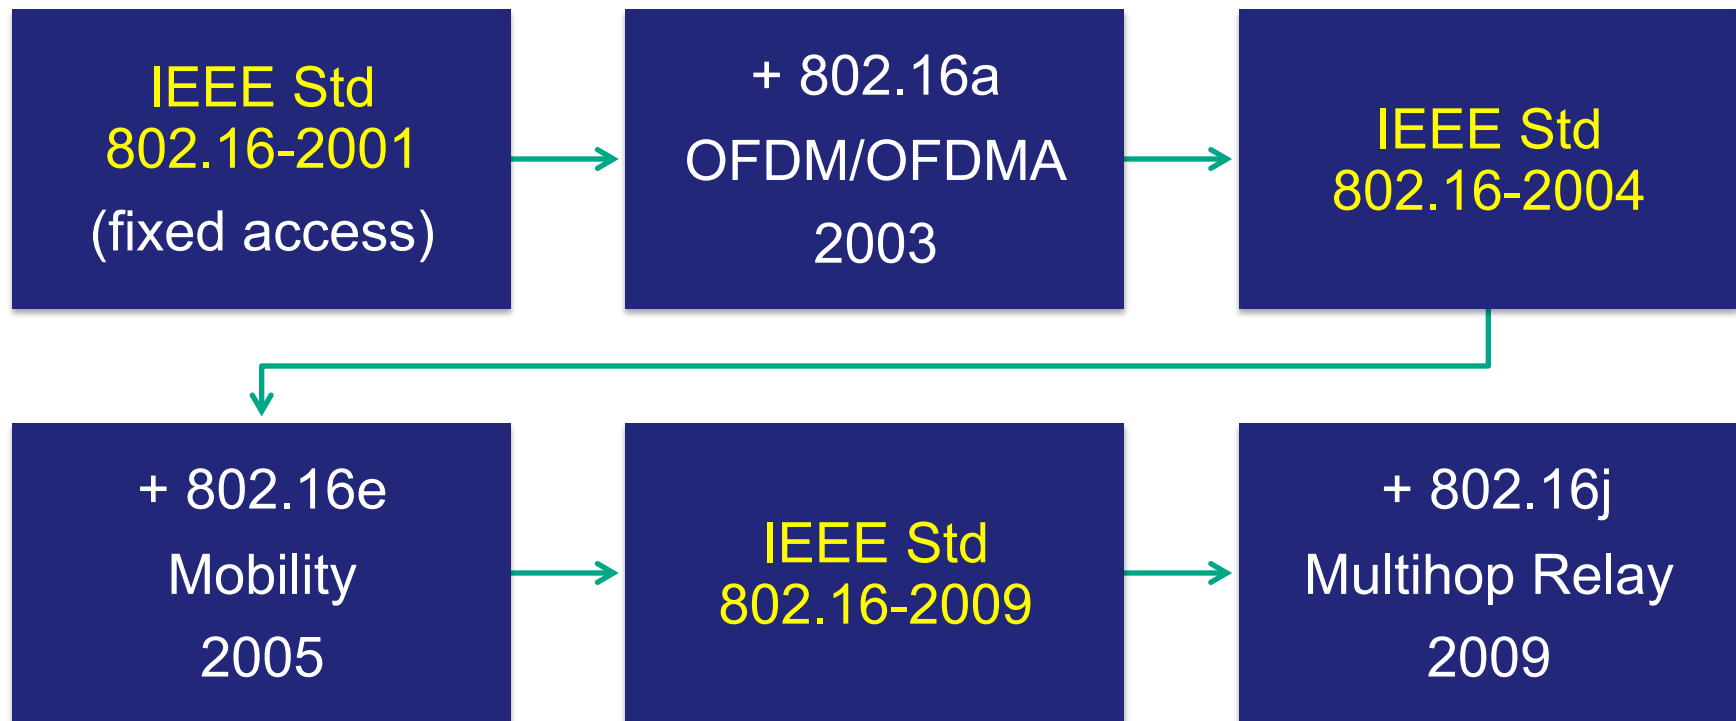 IEEE Std
802.16-2001
(fixed access)
+ 802.16a
OFDM/OFDMA
2003
IEEE Std
802.16-2004
+ 802.16e
Mobility
2005
IEEE Std
802.16-2009
+ 802.16j
Multihop Relay
2009